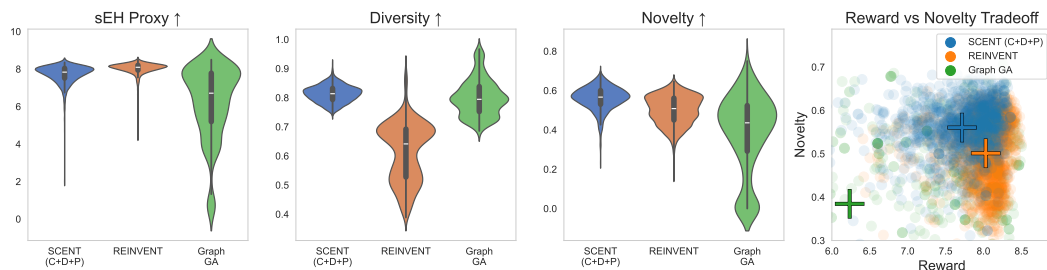 sEH Proxy ↑
10
8
6
4
2
0
SCENT
(C+D+P)
REINVENT
Graph
GA
Diversity ↑
1.0
0.9
0.8
0.7
0.6
0.5
0.4
SCENT
(C+D+P)
REINVENT
Graph
GA
Novelty ↑
0.8
0.6
0.4
0.2
0.0
SCENT
(C+D+P)
REINVENT
Graph
GA
Reward vs Novelty Tradeoff
SCENT (C+D+P)
REINVENT
Graph GA
Novelty
0.7
0.6
0.5
0.4
0.3
6.0
6.5
7.0
7.5
8.0
8.5
Reward